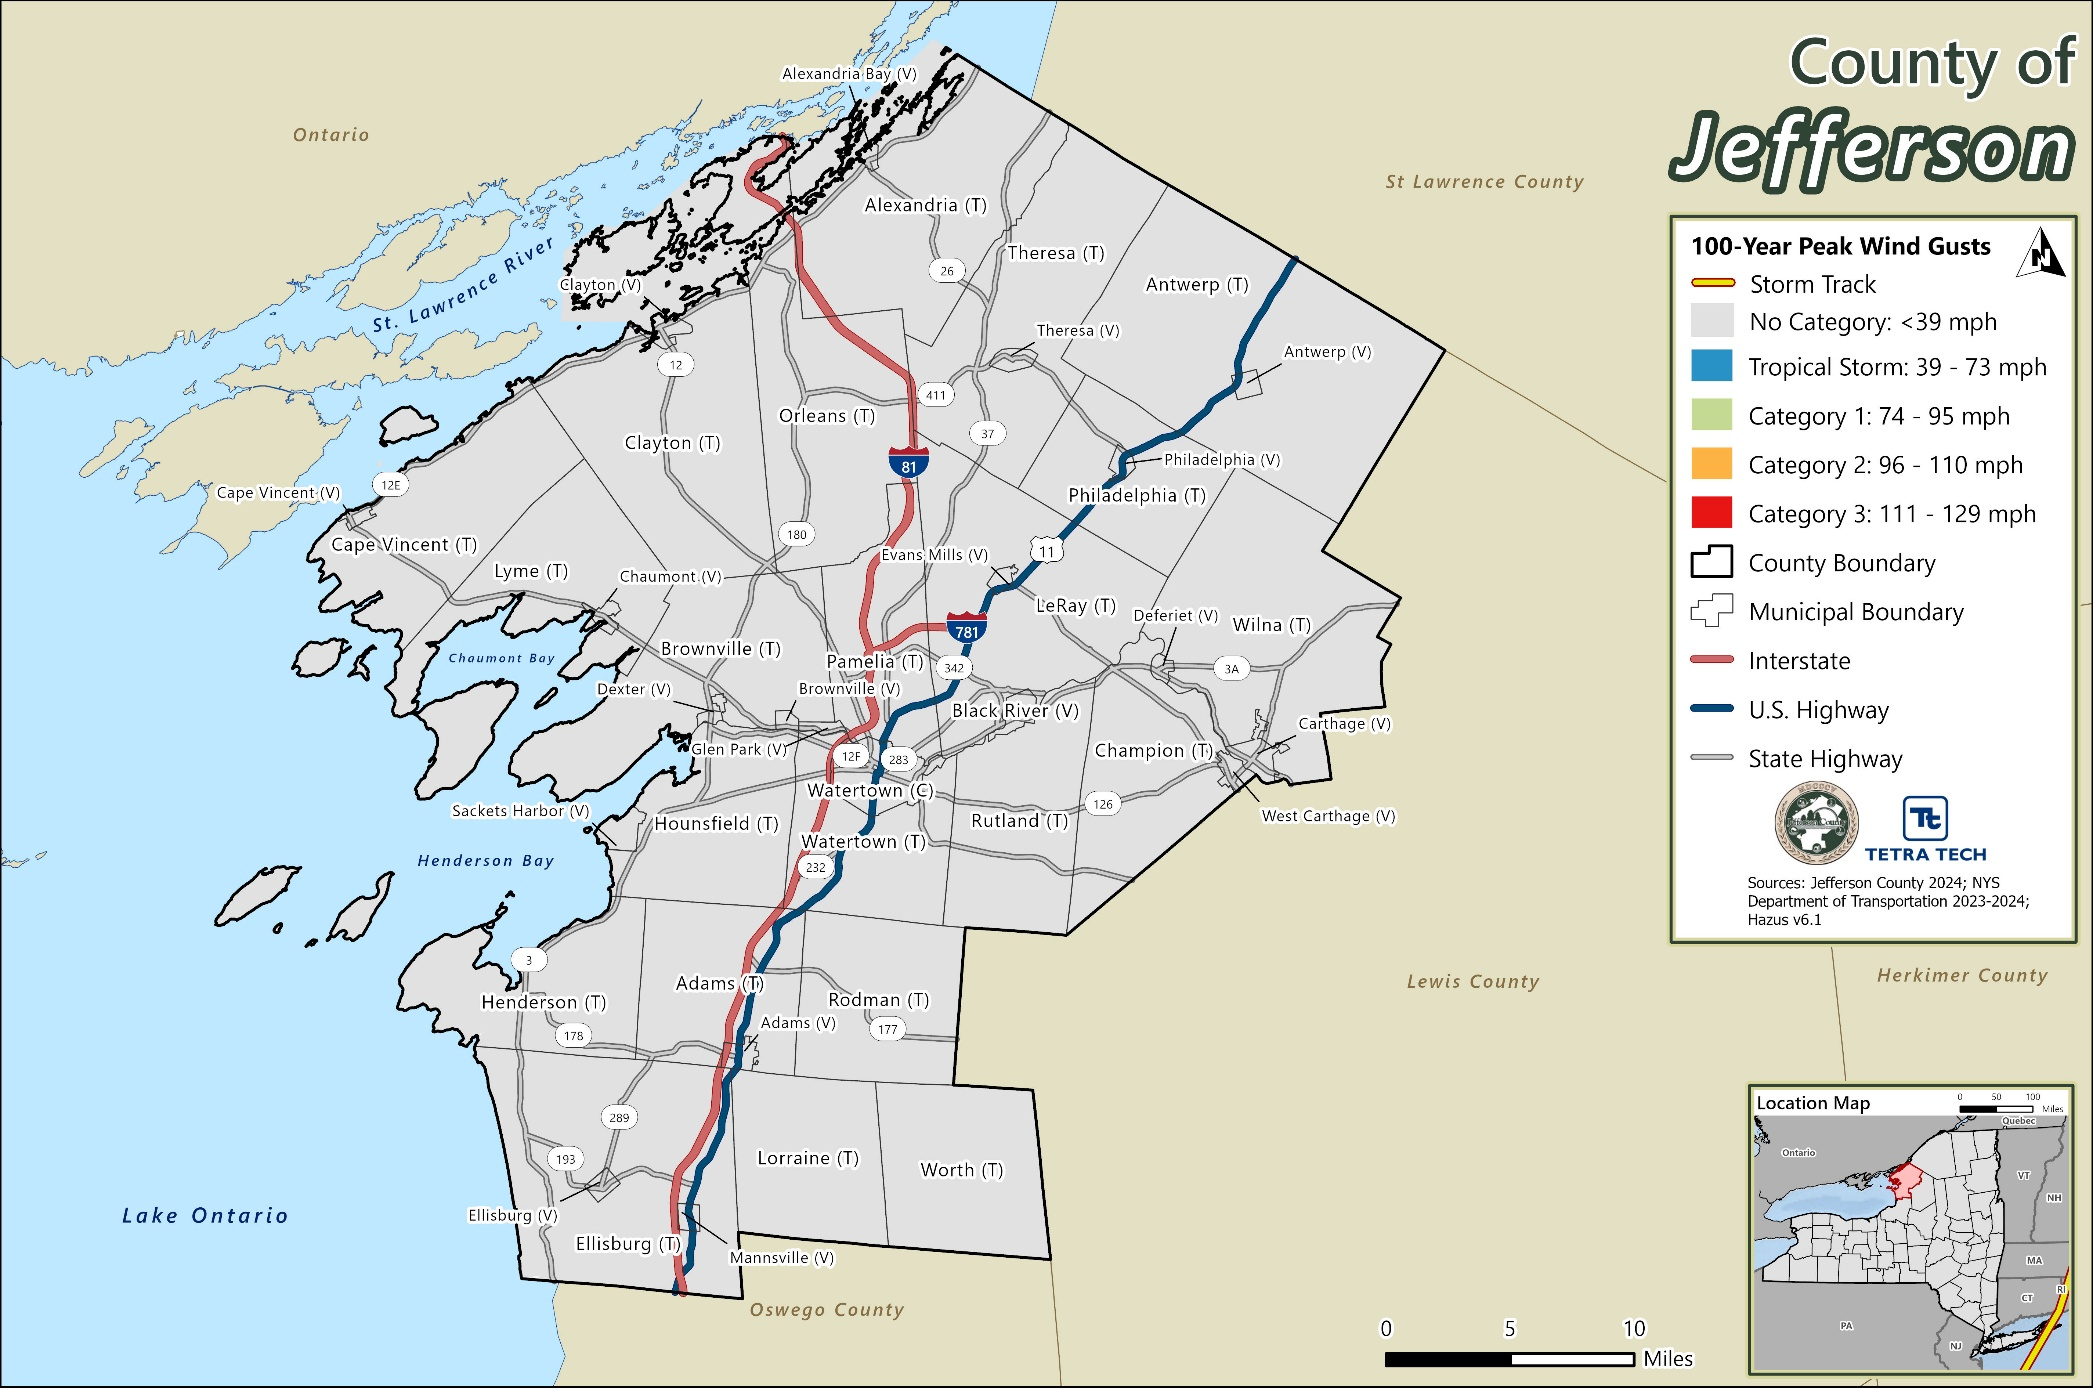 County of
Jefferson
100-Year Peak Wind Gusts
N
Storm Track
No Category: <39 mph
Tropical Storm: 39 - 73 mph
Category 1: 74 - 95 mph
Category 2: 96 - 110 mph
Category 3: 111 - 129 mph
County Boundary
Municipal Boundary
Interstate
U.S. Highway
State Highway
Tt
TETRA TECH
Sources: Jefferson County 2024; NYS
Department of Transportation 2023-2024;
Hazus v6.1
Alexandria Bay (V)
Ontario
St Lawrence County
Alexandria (T)
St. Lawrence River
Theresa (T)
26
Clayton (V)
Antwerp (T)
Theresa (V)
Antwerp (V)
12
411
Orleans (T)
37
Clayton (T)
81
Philadelphia (V)
12E
Cape Vincent (V)
Philadelphia (T)
180
Cape Vincent (T)
Evans Mills (V)
11
Lyme (T)
Chaumont (V)
LeRay (T)
Deferiet (V)
Wilna (T)
781
Chaumont Bay
Brownville (T)
Pamelia (T)
342
3A
Dexter (V)
Brownville (V)
Black River (V)
Carthage (V)
Glen Park (V)
12F
283
Champion (T)
Watertown (C)
126
Sackets Harbor (V)
Hounsfield (T)
Rutland (T)
West Carthage (V)
Watertown (T)
Henderson Bay
232
3
Adams (T)
Lewis County
Herkimer County
Henderson (T)
Rodman (T)
Adams (V)
177
178
289
193
Lorraine (T)
Worth (T)
Lake Ontario
Ellisburg (V)
Ellisburg (T)
Mannsville (V)
Oswego County
0 5 10
Miles
Location Map
0 50 100
Miles
Quebec
Ontario
VT
NH
MA
CT
RI
PA
NJ